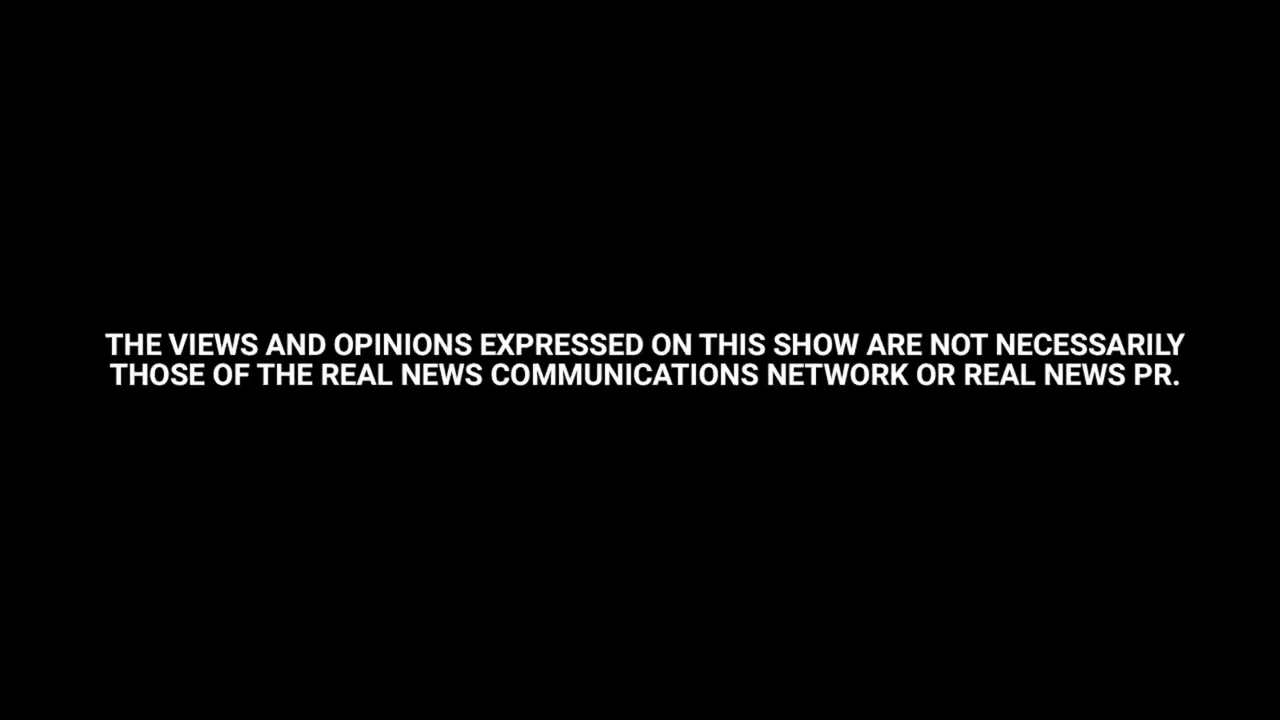 THE VIEWS AND OPINIONS EXPRESSED ON THIS SHOW ARE NOT NECESSARILY
THOSE OF THE REAL NEWS COMMUNICATIONS NETWORK OR REAL NEWS PR.